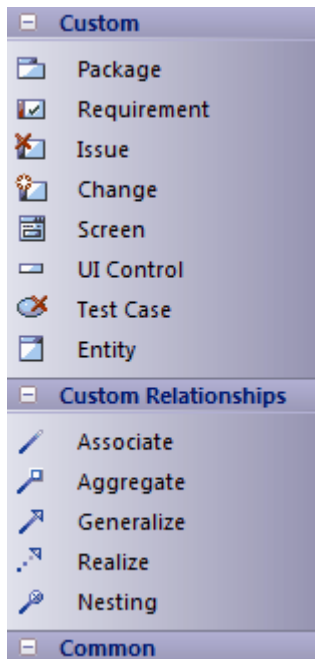 Custom
Package
Requirement
Issue
Change
Screen
UI Control
Test Case
Entity
Custom Relationships
Associate
Aggregate
Generalize
Realize
Nesting
Common